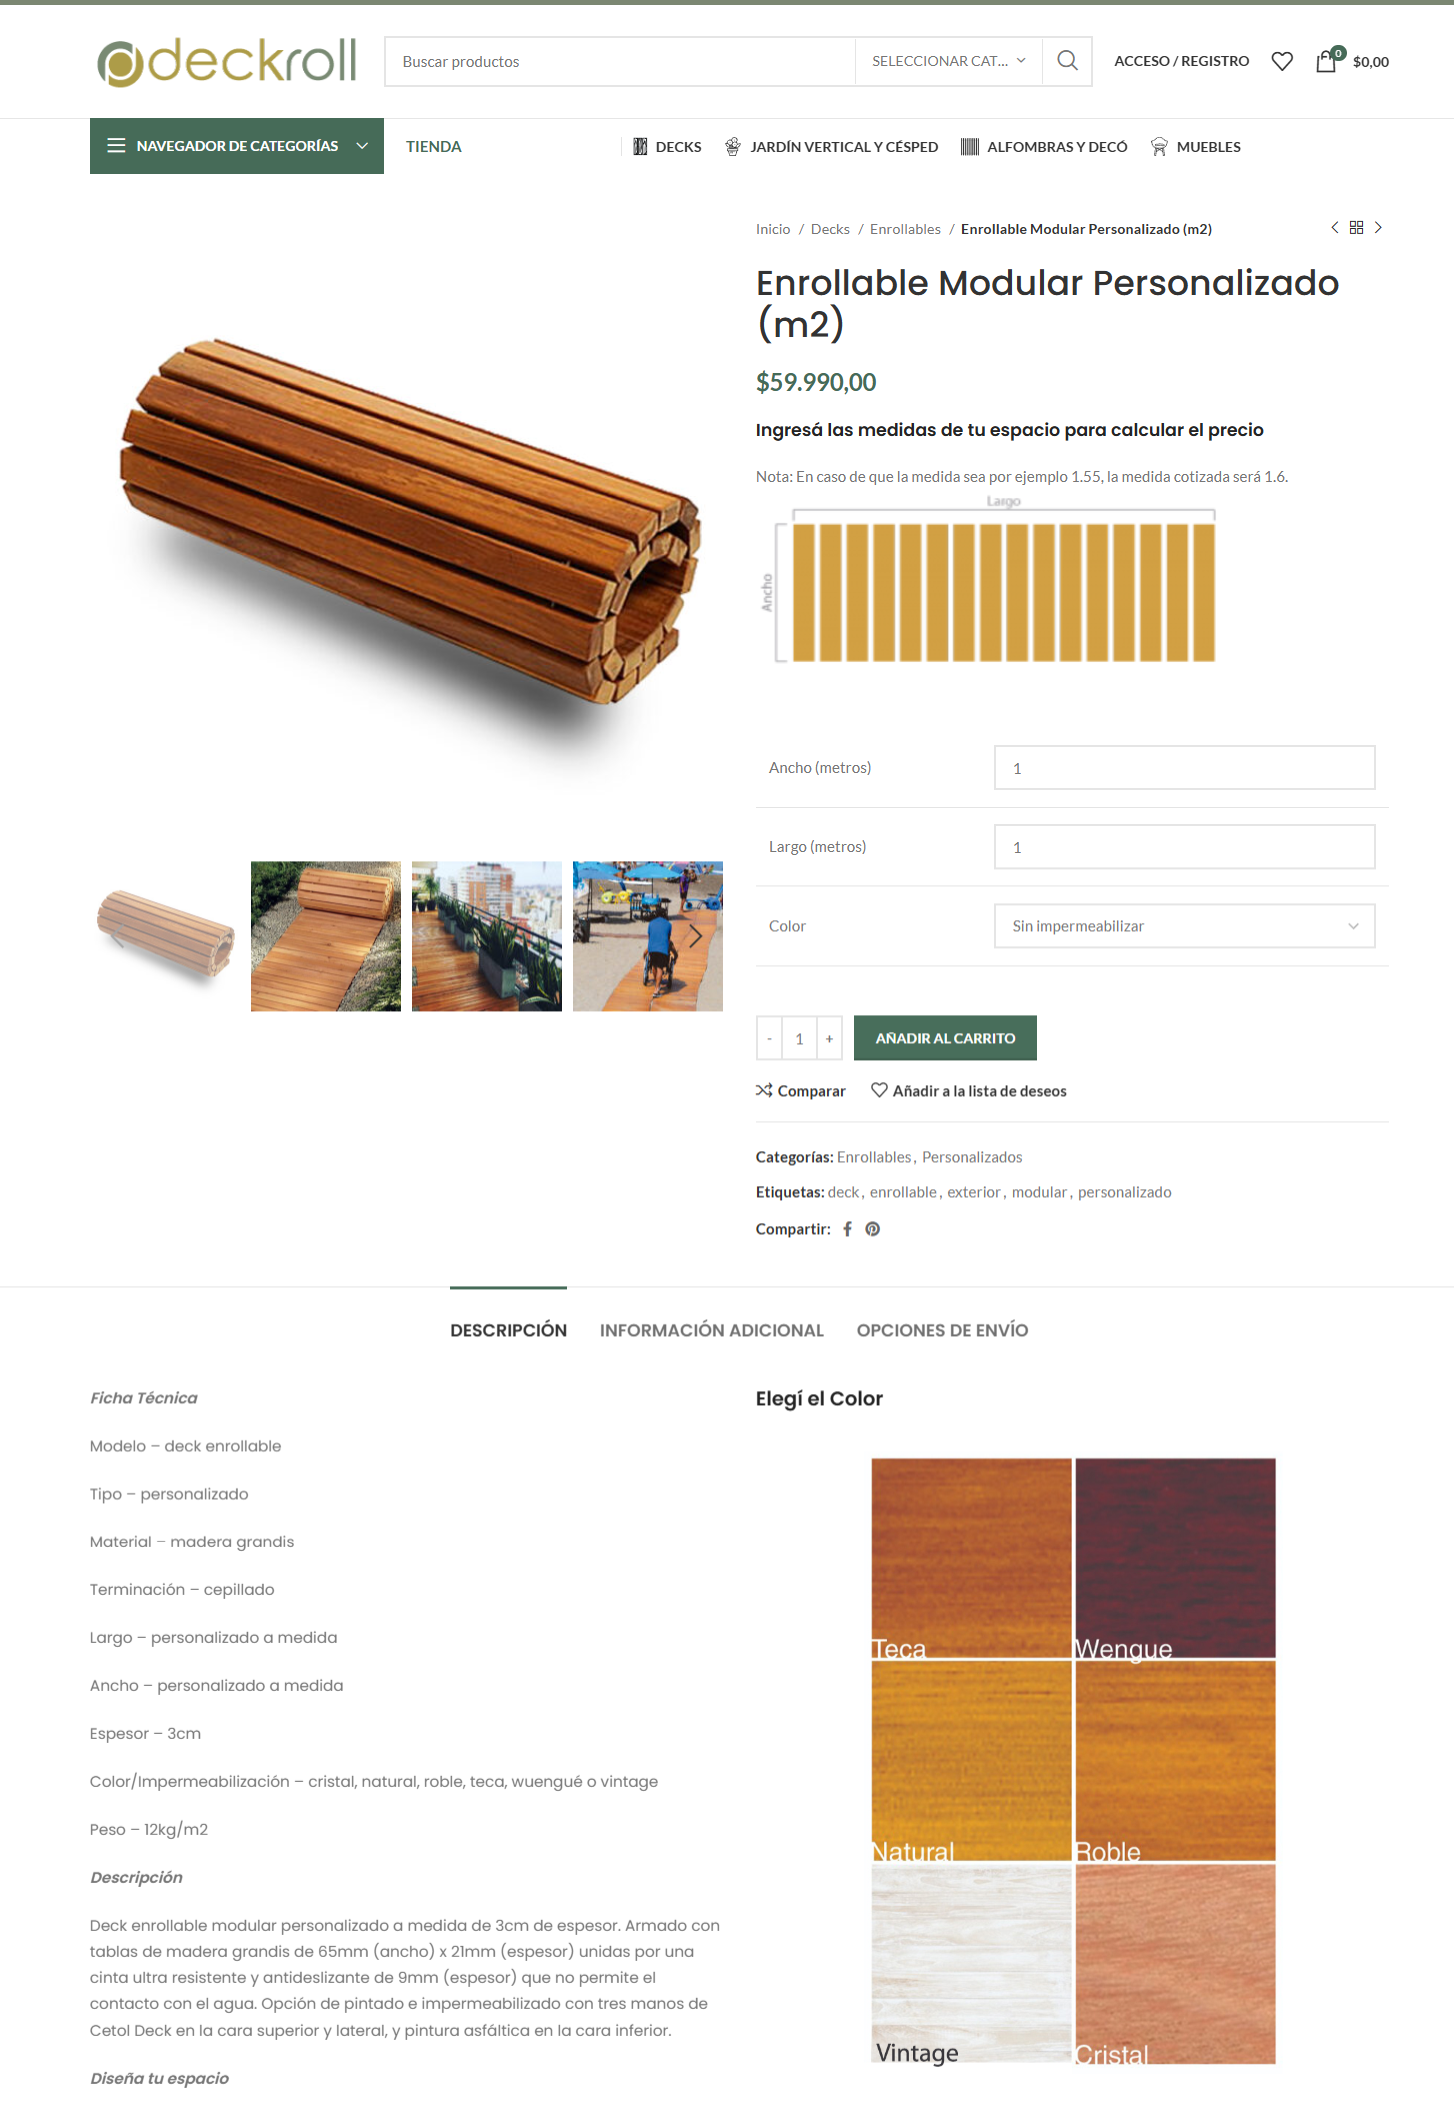 deckroll
Buscar productos
SELECCIONAR CAT...
ACCESO / REGISTRO
0
$0,00
NAVEGADOR DE CATEGORÍAS
TIENDA
DECKS
JARDÍN VERTICAL Y CÉSPED
ALFOMBRAS Y DECÓ
MUEBLES
Inicio / Decks / Enrollables / Enrollable Modular Personalizado (m2)
Enrollable Modular Personalizado
(m2)
$59.990,00
Ingresá las medidas de tu espacio para calcular el precio
Nota: En caso de que la medida sea por ejemplo 1.55, la medida cotizada será 1.6.
Largo
Ancho
Ancho (metros)
1
Largo (metros)
1
Color
Sin impermeabilizar
- 1 +
AÑADIR AL CARRITO
Comparar
Añadir a la lista de deseos
Categorías: Enrollables, Personalizados
Etiquetas: deck, enrollable, exterior, modular, personalizado
Compartir:
DESCRIPCIÓN
INFORMACIÓN ADICIONAL
OPCIONES DE ENVÍO
Ficha Técnica
Modelo – deck enrollable
Tipo – personalizado
Material – madera grandis
Terminación – cepillado
Largo – personalizado a medida
Ancho – personalizado a medida
Espesor – 3cm
Color/Impermeabilización – cristal, natural, roble, teca, wuengué o vintage
Peso – 12kg/m2
Descripción
Deck enrollable modular personalizado a medida de 3cm de espesor. Armado con
tablas de madera grandis de 65mm (ancho) x 21mm (espesor) unidas por una
cinta ultra resistente y antideslizante de 9mm (espesor) que no permite el
contacto con el agua. Opción de pintado e impermeabilizado con tres manos de
Cetol Deck en la cara superior y lateral, y pintura asfáltica en la cara inferior.
Diseña tu espacio
Elegí el Color
Teca
Wengue
Natural
Roble
Vintage
Cristal